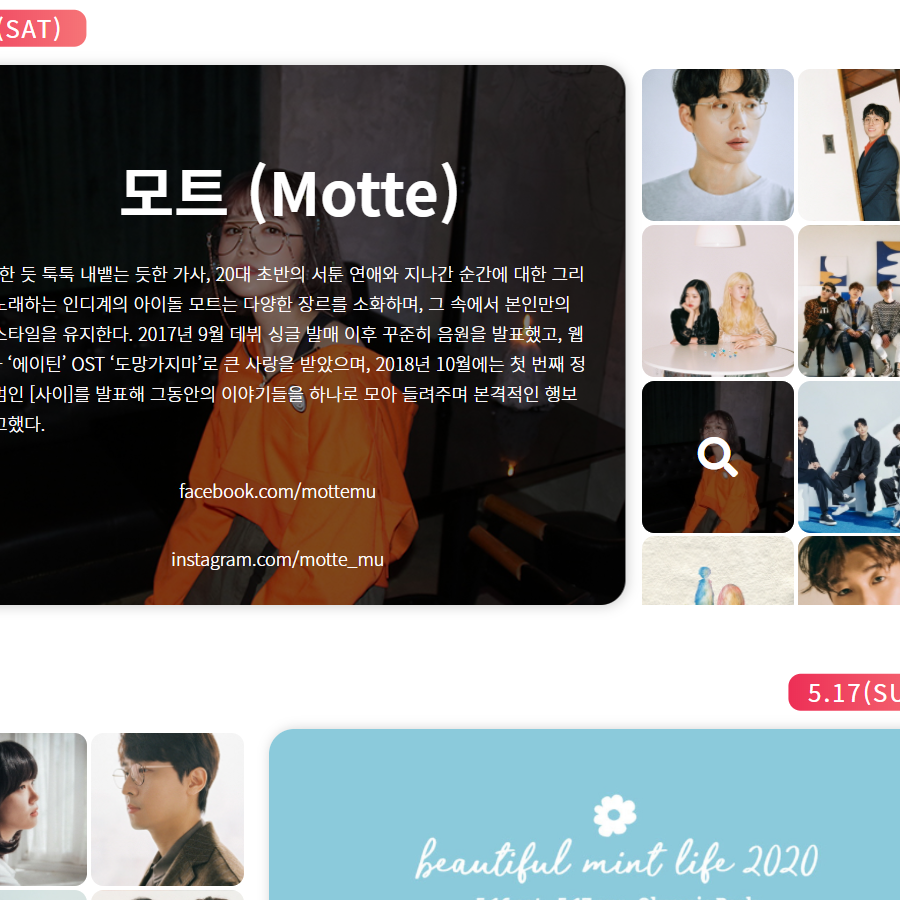 (SAT)
모트 (Motte)
한 듯 툭툭 내뱉는 듯한 가사, 20대 초반의 서툰 연애와 지나간 순간에 대한 그리
노래하는 인디계의 아이돌 모트는 다양한 장르를 소화하며, 그 속에서 본인만의
스타일을 유지한다. 2017년 9월 데뷔 싱글 발매 이후 꾸준히 음원을 발표했고, 웹
‘에이틴’ OST ‘도망가지마’로 큰 사랑을 받았으며, 2018년 10월에는 첫 번째 정
범인 [사이]를 발표해 그동안의 이야기들을 하나로 모아 들려주며 본격적인 행보
고했다.
facebook.com/mottemu
instagram.com/motte_mu
5.17(SU
beautiful mint life 2020